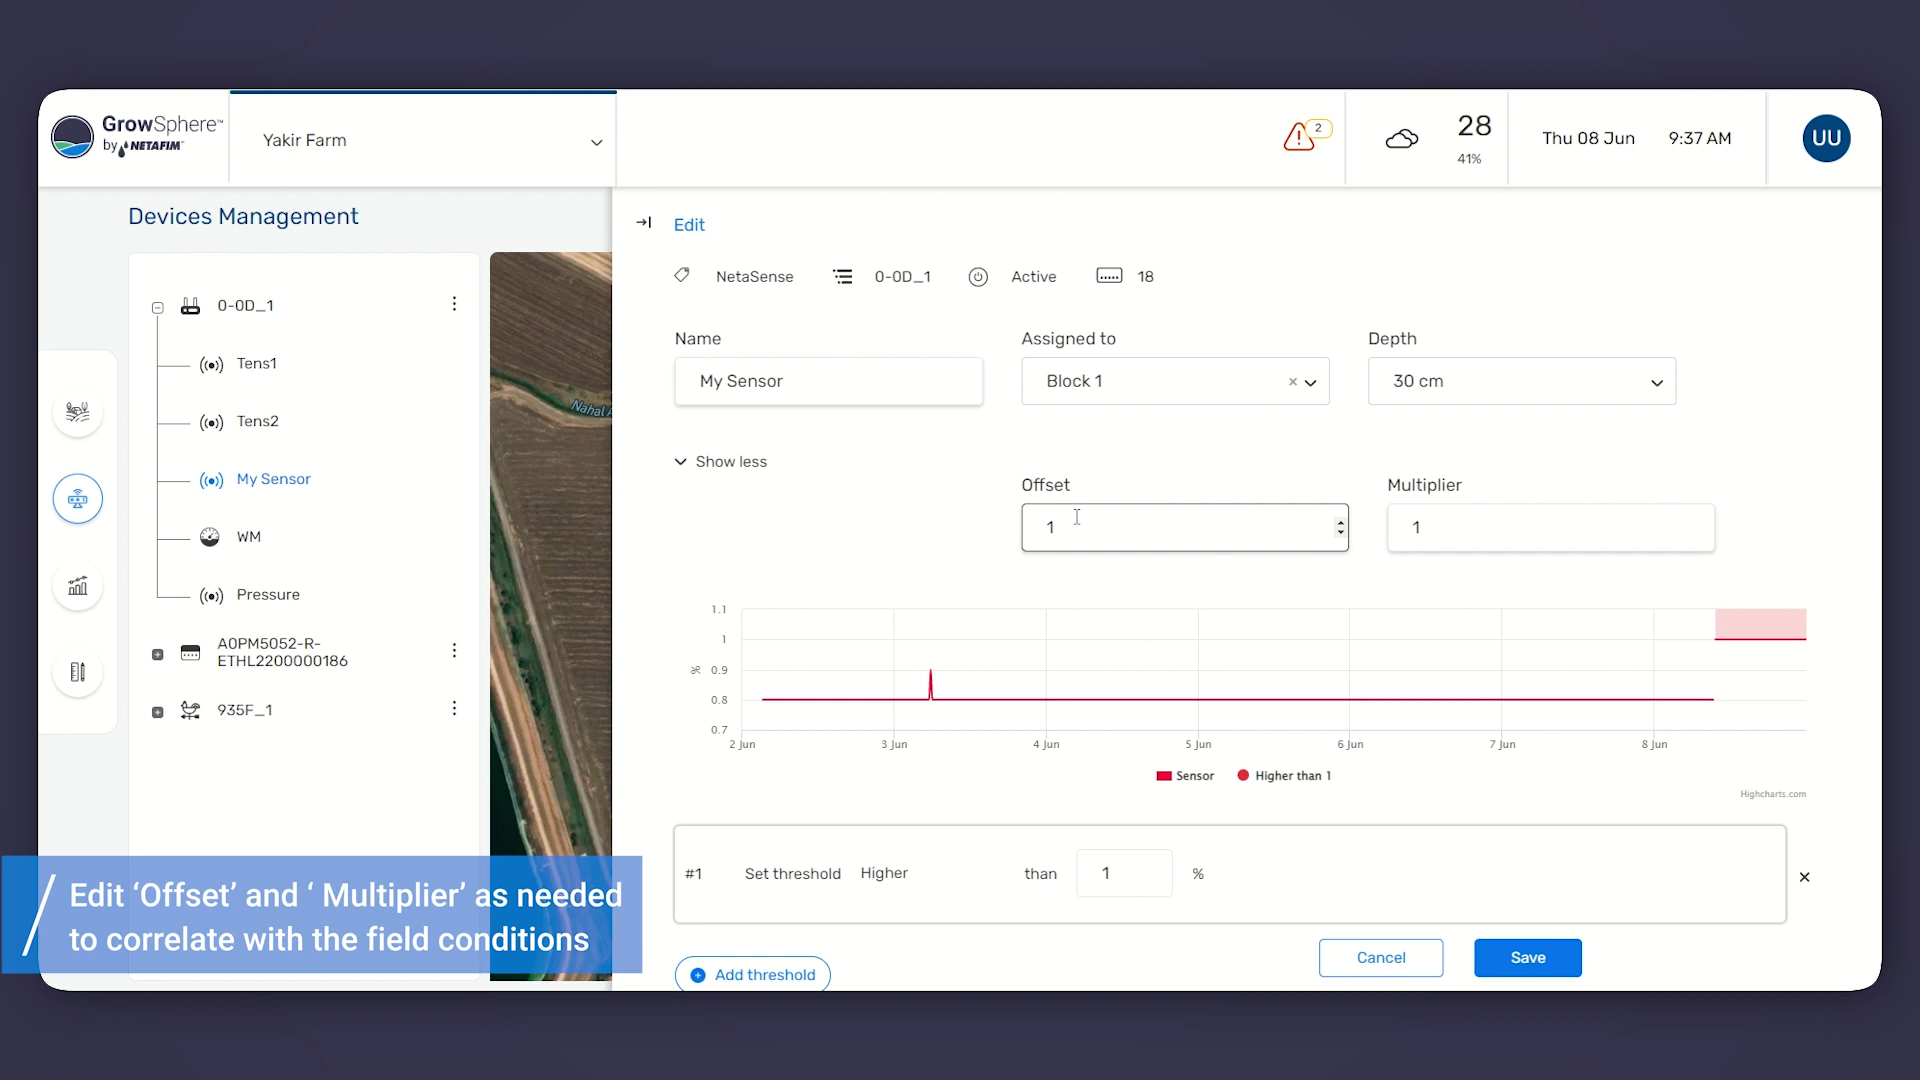 GrowSphere™
by NETAFIM™
Yakir Farm
2
28
41%
Thu 08 Jun
9:37 AM
UU
Devices Management
0-0D_1
Tens1
Tens2
My Sensor
WM
Pressure
A0PM5052-R-
ETHL2200000186
935F_1
Nahal A
Edit
NetaSense
0-0D_1
Active
18
Name
Assigned to
Depth
My Sensor
Block 1
30 cm
Show less
Offset
Multiplier
1
1
1.1
1
0.9
0.8
0.7
%
2 Jun
3 Jun
4 Jun
5 Jun
6 Jun
7 Jun
8 Jun
Sensor
Higher than 1
Highcharts.com
#1
Set threshold
Higher
than
1
%
Add threshold
Cancel
Save
Edit ‘Offset’ and ‘ Multiplier’ as needed
to correlate with the field conditions